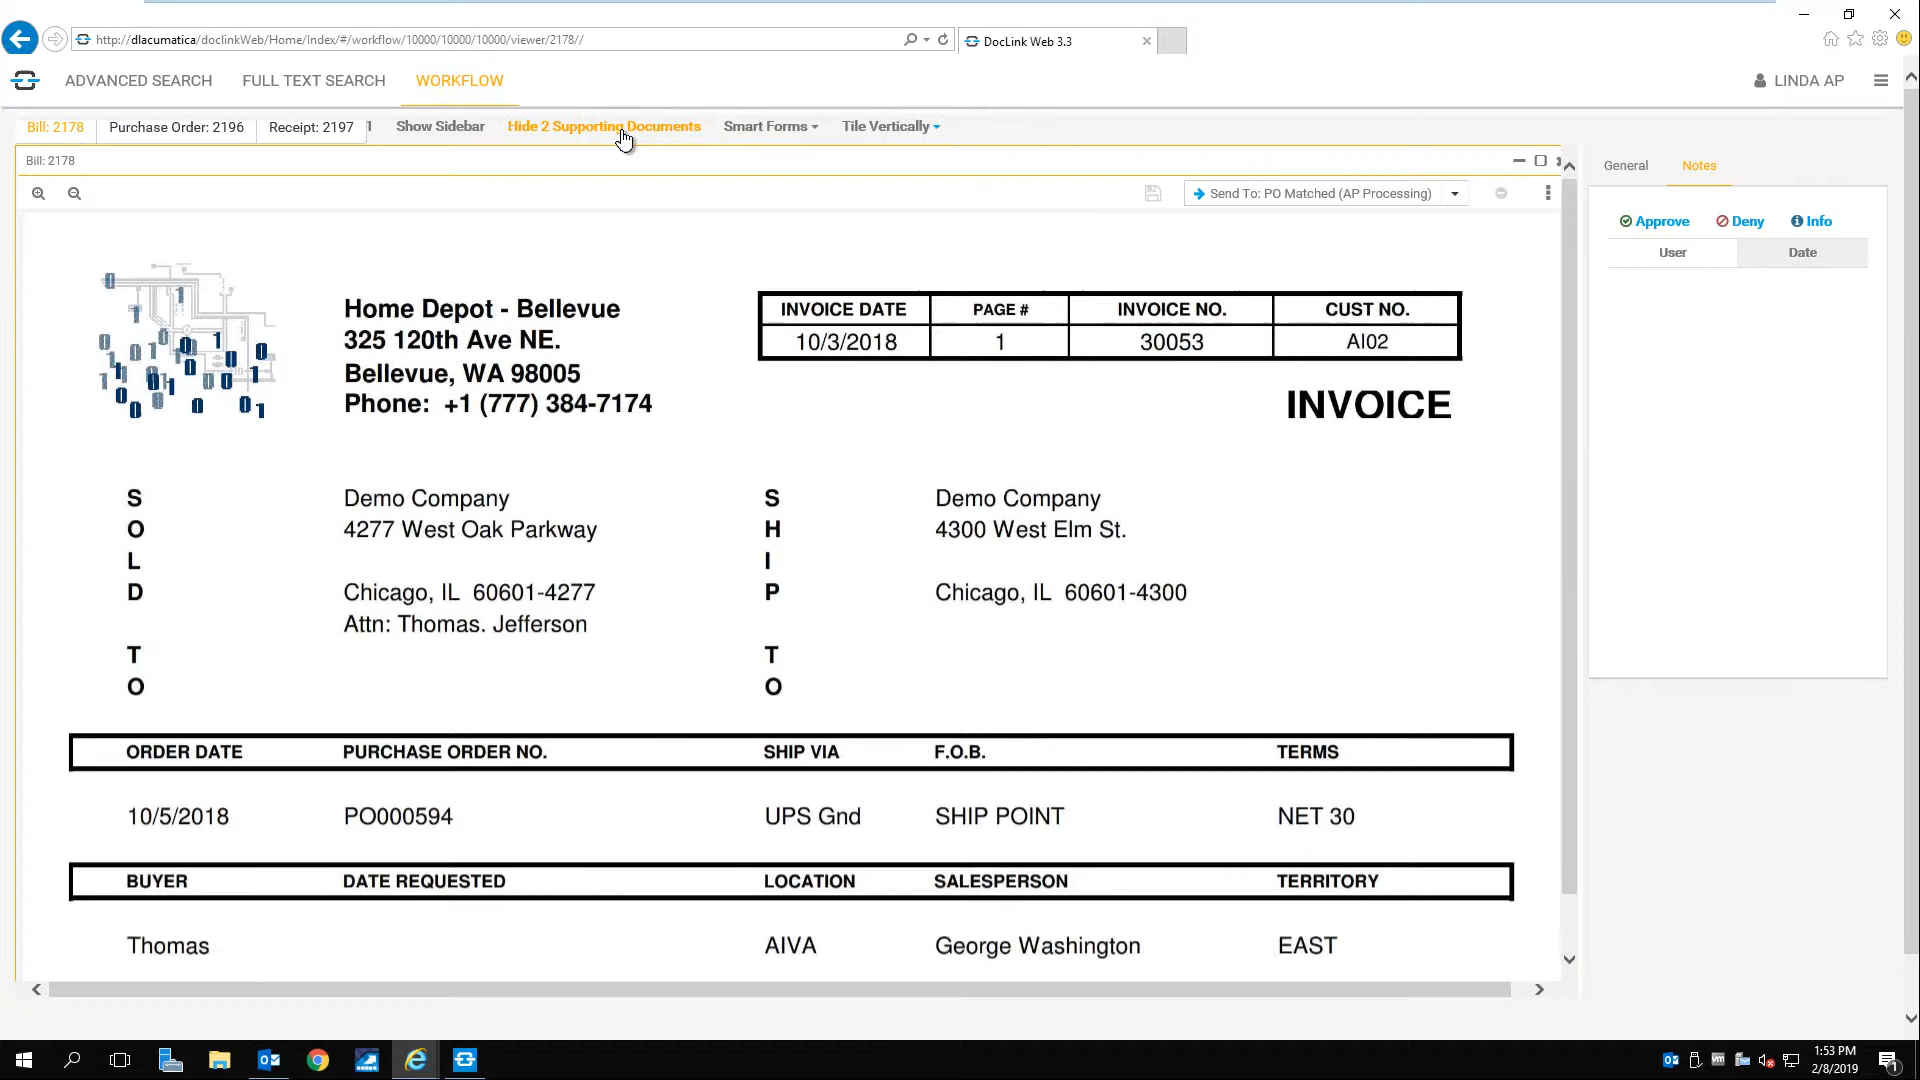 http://dlacumatica/doclinkWeb/Home/Index/#/workflow/10000/10000/10000/viewer/2178//
DocLink Web 3.3
ADVANCED SEARCH
FULL TEXT SEARCH
WORKFLOW
LINDA AP
Bill: 2178
Purchase Order: 2196
Receipt: 2197
Show Sidebar
Hide 2 Supporting Documents
Smart Forms
Tile Vertically
Bill: 2178
Send To: PO Matched (AP Processing)
General
Notes
Approve
Deny
Info
User
Date
Home Depot - Bellevue
325 120th Ave NE.
Bellevue, WA 98005
Phone: +1 (777) 384-7174
INVOICE DATE PAGE # INVOICE NO. CUST NO.
10/3/2018 1 30053 AI02
INVOICE
SOLD TO
Demo Company
4277 West Oak Parkway
Chicago, IL 60601-4277
Attn: Thomas. Jefferson
SHIP TO
Demo Company
4300 West Elm St.
Chicago, IL 60601-4300
ORDER DATE PURCHASE ORDER NO. SHIP VIA F.O.B. TERMS
10/5/2018 PO000594 UPS Gnd SHIP POINT NET 30
BUYER DATE REQUESTED LOCATION SALESPERSON TERRITORY
Thomas AIVA George Washington EAST
1:53 PM
2/8/2019